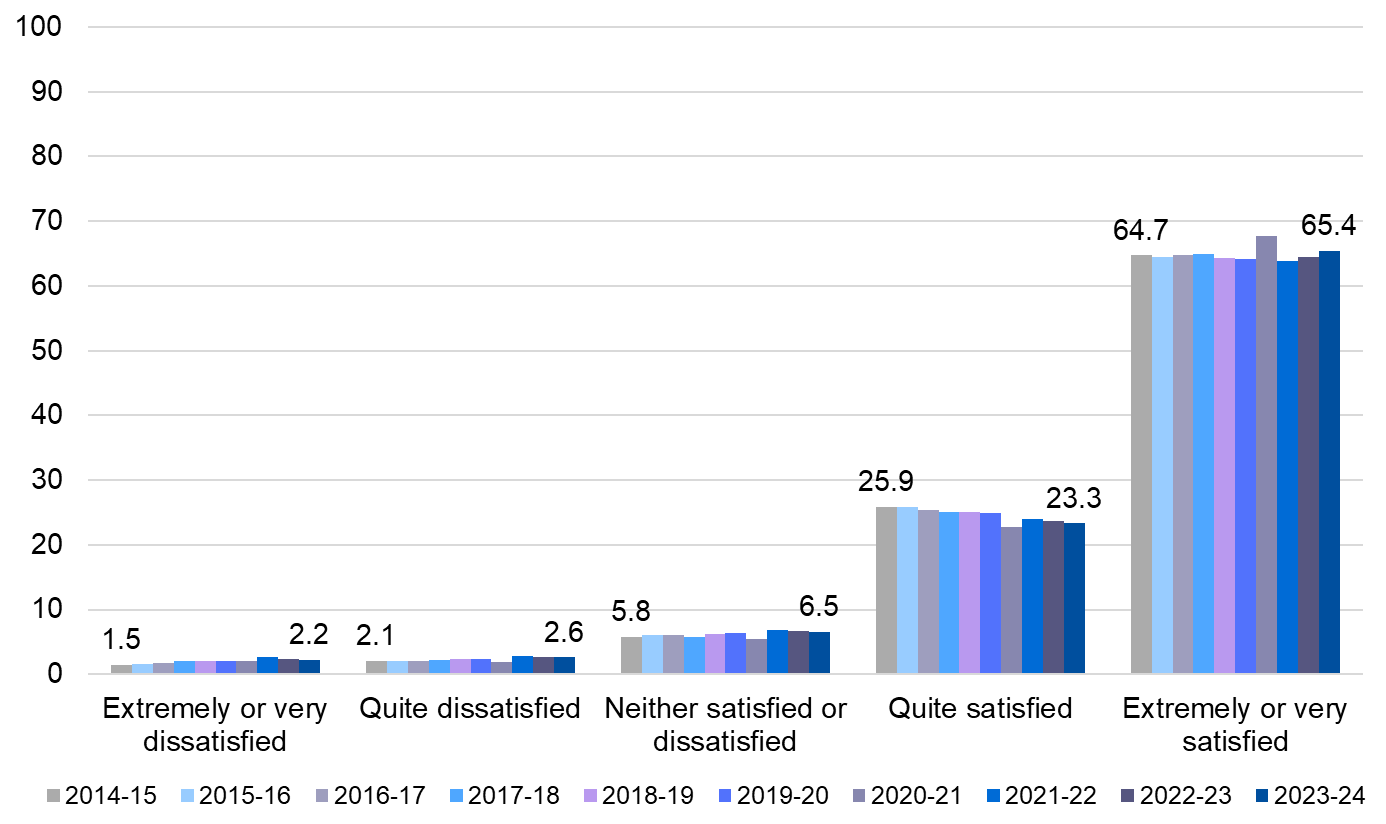 100
90
80
70
60
50
40
30
20
10
0
1.5
2.2
2.1
2.6
5.8
6.5
25.9
23.3
64.7
65.4
Extremely or very
dissatisfied
Quite dissatisfied
Neither satisfied or
dissatisfied
Quite satisfied
Extremely or very
satisfied
2014-15 2015-16 2016-17 2017-18 2018-19 2019-20 2020-21 2021-22 2022-23 2023-24